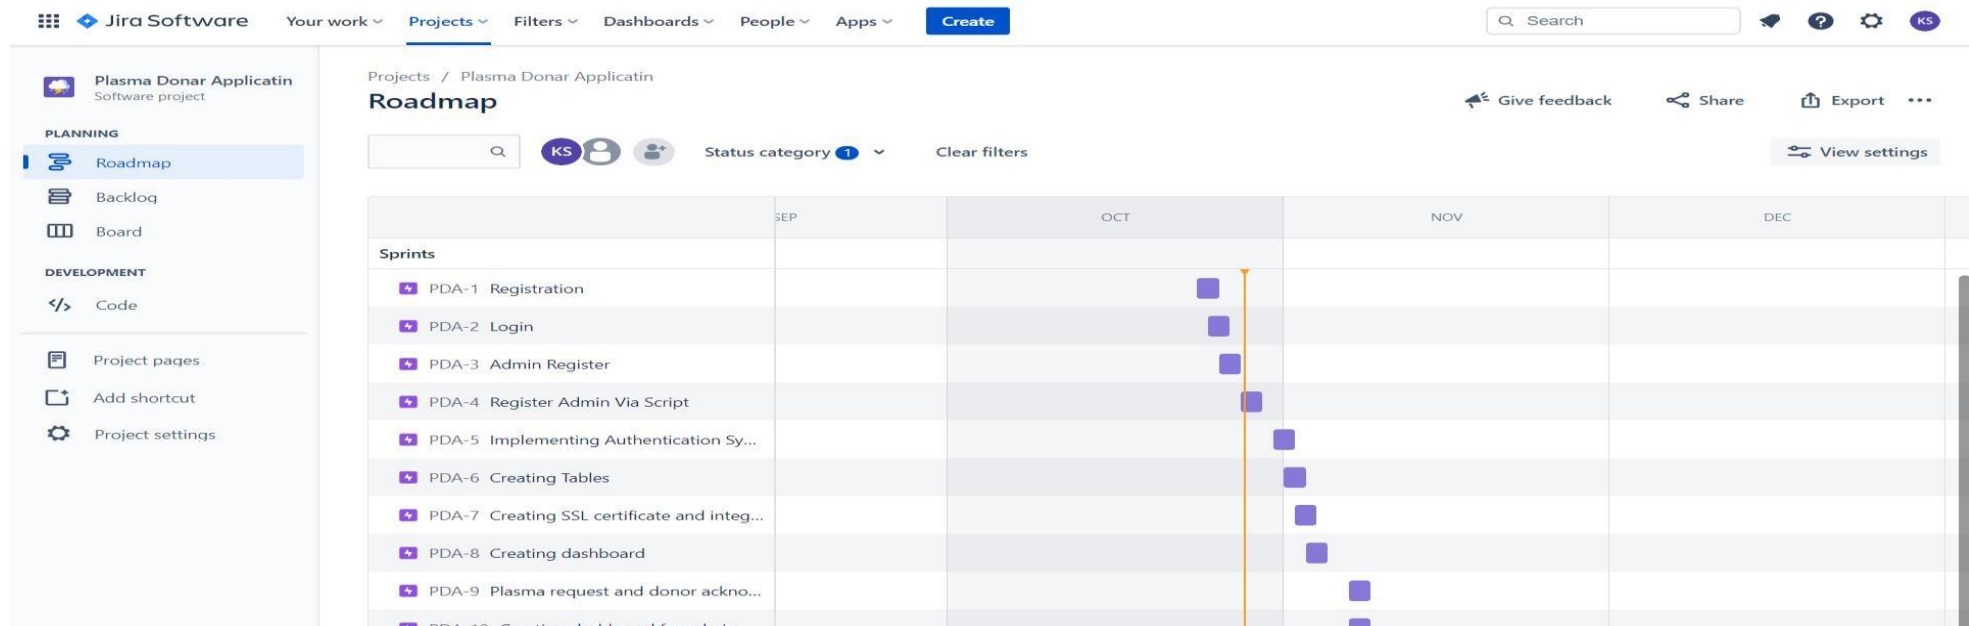 Jira Software Your work Projects Filters Dashboards People Apps Create Search KS
Plasma Donar Applicatin
Software project
PLANNING
Roadmap
Backlog
Board
DEVELOPMENT
Code
Project pages
Add shortcut
Project settings
Projects / Plasma Donar Applicatin
Roadmap
Give feedback Share Export
KS Status category 1 Clear filters View settings
SEP OCT NOV DEC
Sprints
PDA-1 Registration
PDA-2 Login
PDA-3 Admin Register
PDA-4 Register Admin Via Script
PDA-5 Implementing Authentication Sy...
PDA-6 Creating Tables
PDA-7 Creating SSL certificate and integ...
PDA-8 Creating dashboard
PDA-9 Plasma request and donor ackno...